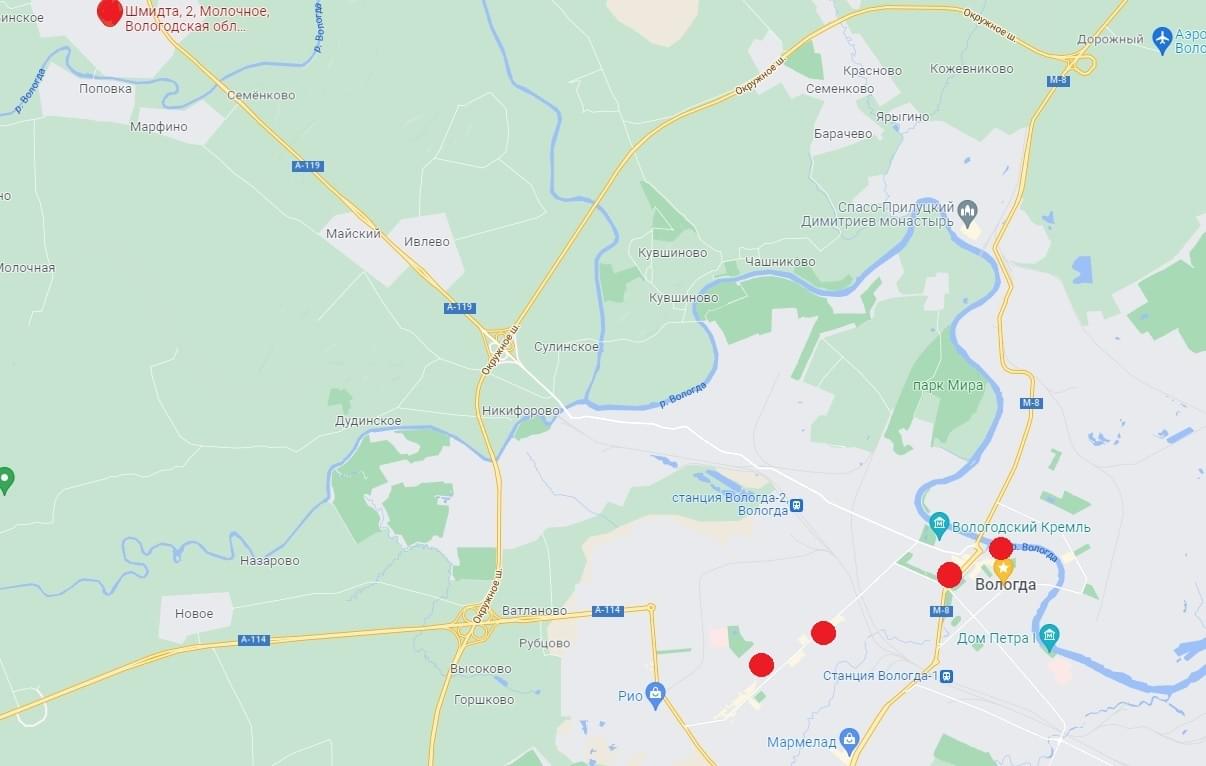 Шмидта, 2, Молочное,
Вологодская обл...
инское
р. Вологда
р. Вологда
Поповка
Семёнково
Марфино
А-119
Окружное ш.
Окружное ш.
Дорожный
Аэро
Воло
М-8
Красново
Кожевниково
Семенково
Ярыгино
Барачево
но
Спасо-Прилуцкий
Димитриев монастырь
Майский
Ивлево
Кувшиново
Чашниково
Молочная
Кувшиново
А-119
Окружное ш.
Сулинское
р. Вологда
парк Мира
М-8
Никифорово
Дудинское
станция Вологда-2,
Вологда
Вологодский Кремль
р. Вологда
Назарово
Вологда
Окружное ш.
Новое
Ватланово
А-114
М-8
А-114
Рубцово
Дом Петра I
Высоково
Станция Вологда-1
Рио
Горшково
Мармелад